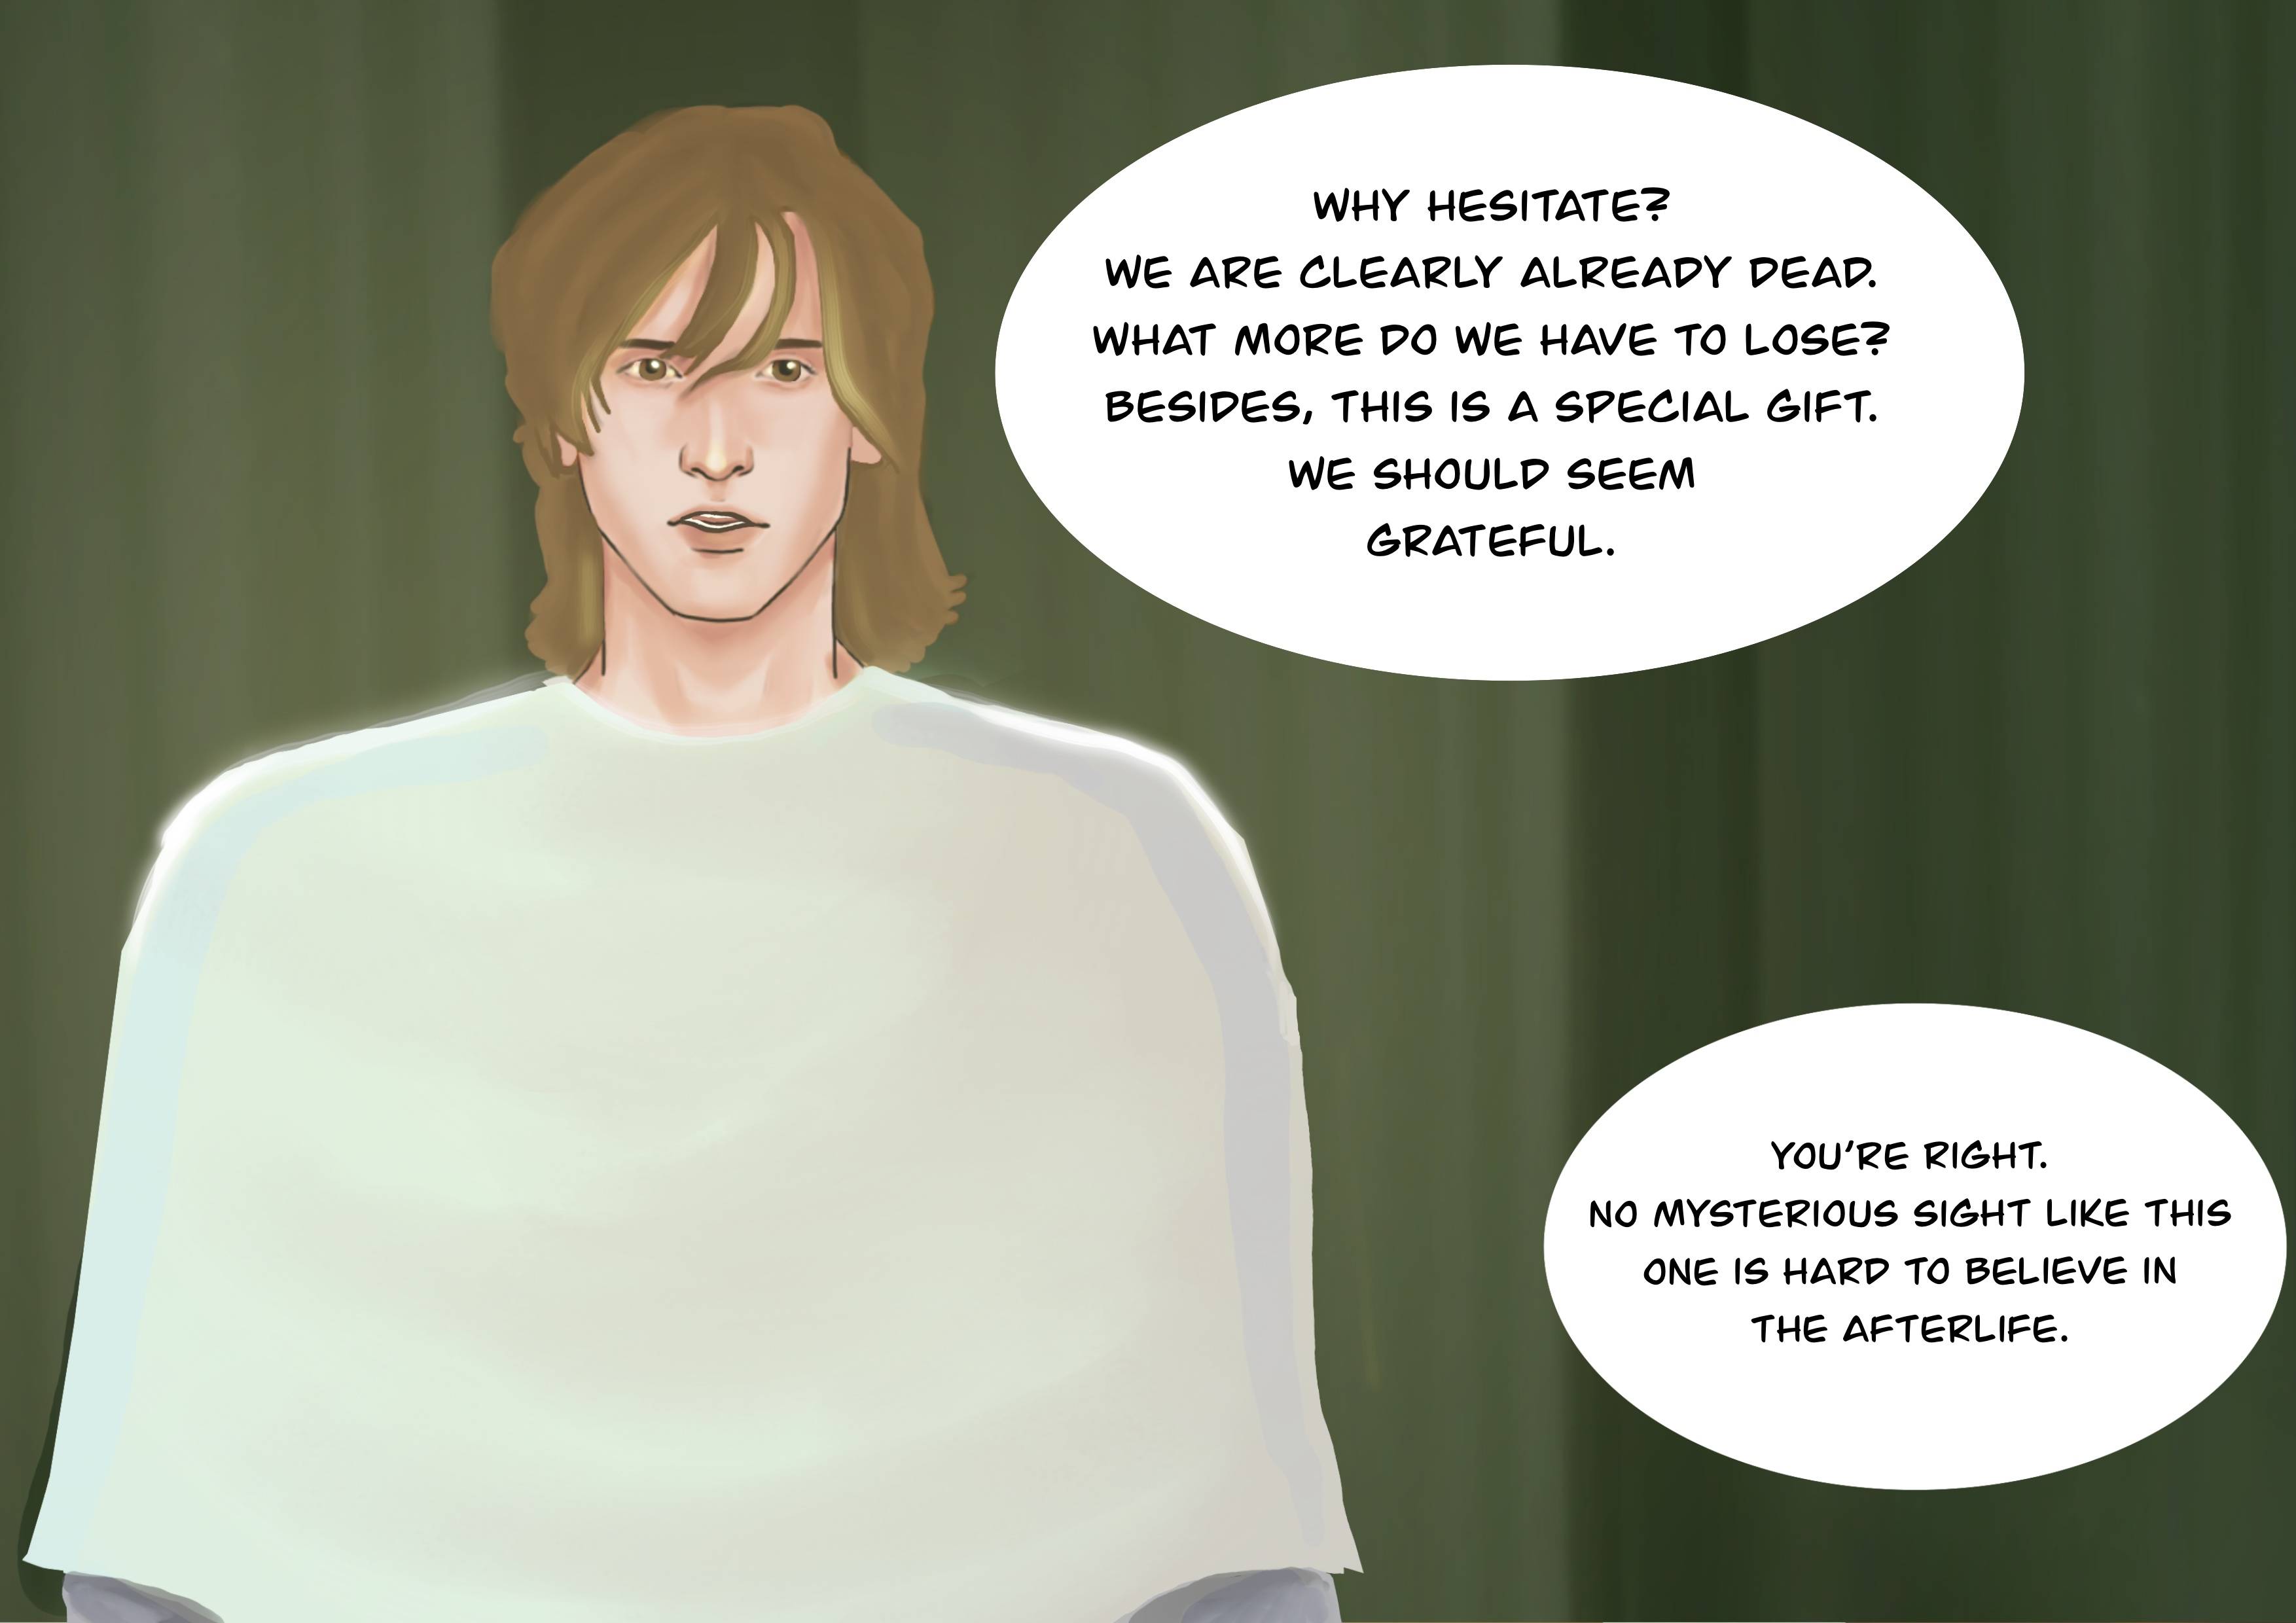 WHY HESITATE?
WE ARE CLEARLY ALREADY DEAD.
WHAT MORE DO WE HAVE TO LOSE?
BESIDES, THIS IS A SPECIAL GIFT.
WE SHOULD SEEM
GRATEFUL.
YOU'RE RIGHT.
NO MYSTERIOUS SIGHT LIKE THIS
ONE IS HARD TO BELIEVE IN
THE AFTERLIFE.